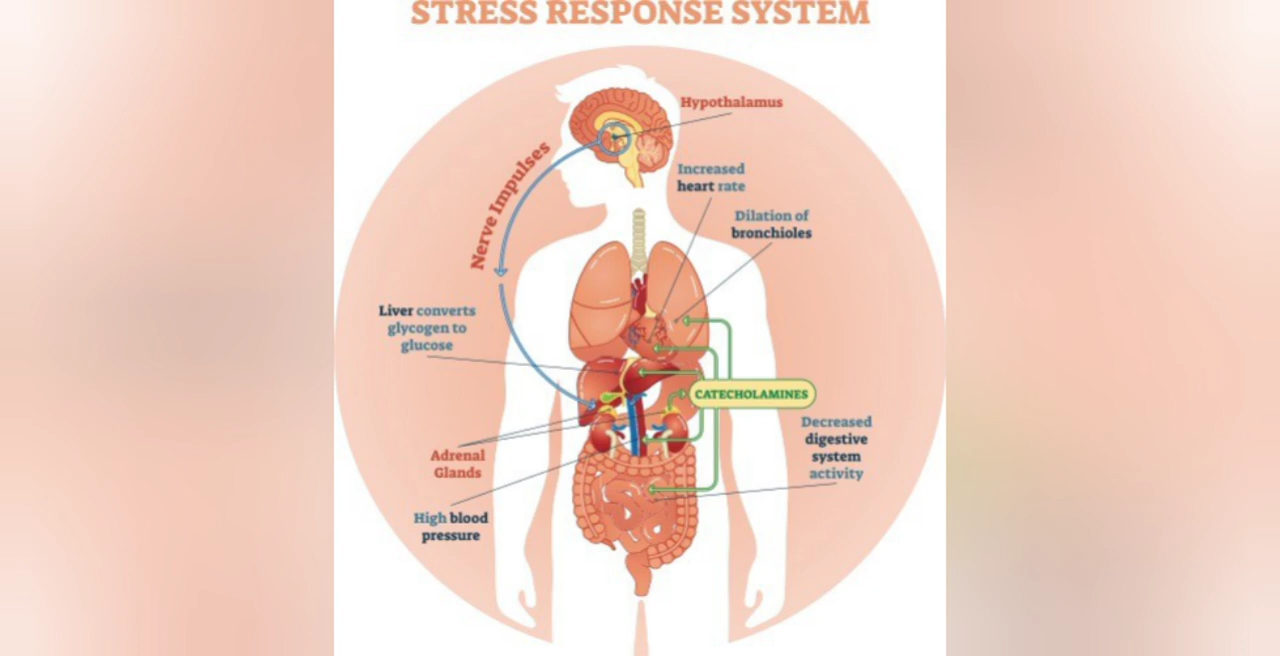 STRESS RESPONSE SYSTEM
Hypothalamus
Nerve Impulses
Increased
heart rate
Dilation of
bronchioles
Liver converts
glycogen to
glucose
CATECHOLAMINES
Decreased
digestive
system
activity
Adrenal
Glands
High blood
pressure